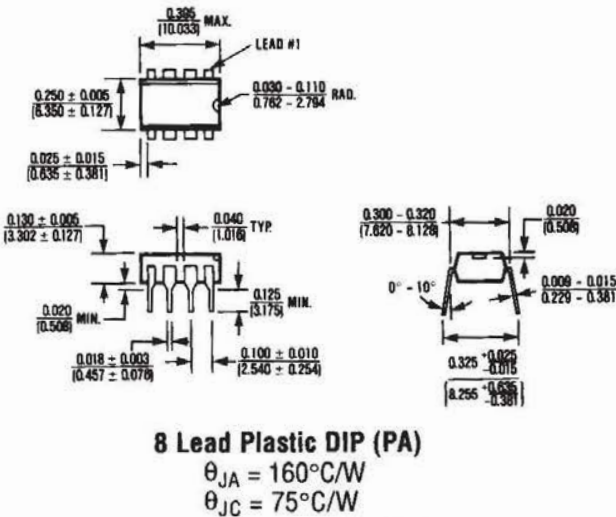 0.395
(10.033) MAX.
LEAD #1
0.250 ± 0.005
(6.350 ± 0.127)
0.030 - 0.110
0.762 - 2.794 RAD.
0.025 ± 0.015
(0.635 ± 0.381)
0.130 ± 0.005
(3.302 ± 0.127)
0.040
(1.016) TYP.
0.300 - 0.320
(7.620 - 8.128)
0.020
(0.508)
0.020
(0.508) MIN.
0.125
(3.175) MIN.
0° - 10°
0.009 - 0.015
0.229 - 0.381
0.018 ± 0.003
(0.457 ± 0.076)
0.100 ± 0.010
(2.540 ± 0.254)
0.325 +0.025
-0.015
(8.255 +0.635
-0.381)
8 Lead Plastic DIP (PA)
θJA = 160°C/W
θJC = 75°C/W